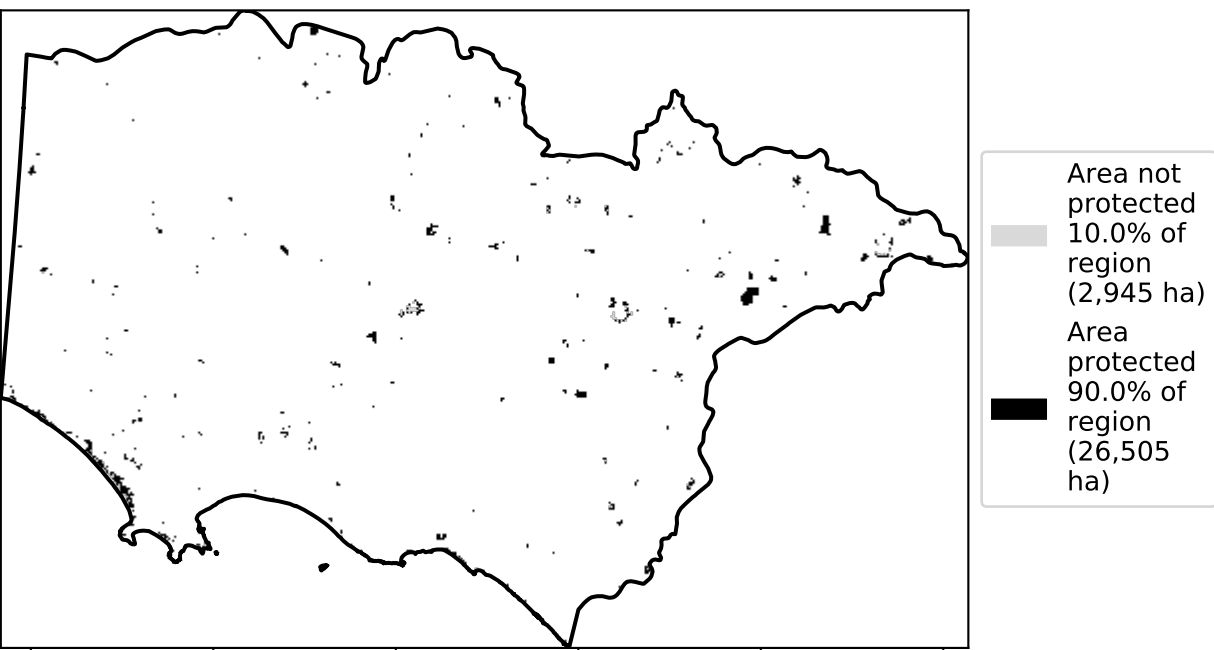 Area not
protected
10.0% of
region
(2,945 ha)
Area
protected
90.0% of
region
(26,505
ha)